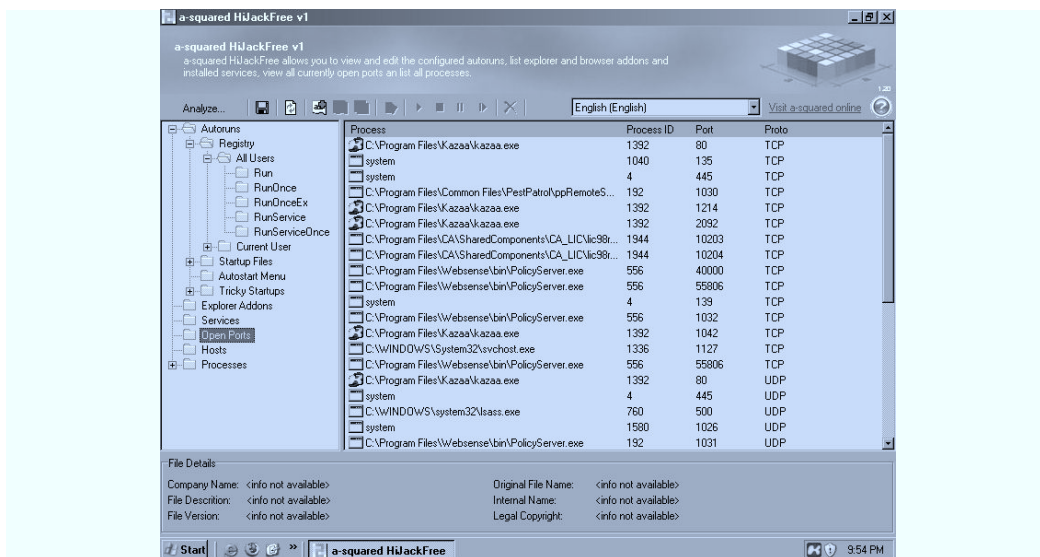 a-squared HiJackFree v1
a-squared HiJackFree v1
a-squared HiJackFree allows you to view and edit the configured autoruns, list explorer and browser addons and
installed services, view all currently open ports an list all processes.
1.20
Analyze... English (English) Visit a-squared online ?
Autoruns
Registry
All Users
Run
RunOnce
RunOnceEx
RunService
RunServiceOnce
Current User
Startup Files
Autostart Menu
Tricky Startups
Explorer Addons
Services
Open Ports
Hosts
Processes
Process Process ID Port Proto
C:\Program Files\Kazaa\kazaa.exe 1392 80 TCP
system 1040 135 TCP
system 4 445 TCP
C:\Program Files\Common Files\PestPatrol\ppRemoteS... 192 1030 TCP
C:\Program Files\Kazaa\kazaa.exe 1392 1214 TCP
C:\Program Files\Kazaa\kazaa.exe 1392 2092 TCP
C:\Program Files\CA\SharedComponents\CA_LIC\lic98r... 1944 10203 TCP
C:\Program Files\CA\SharedComponents\CA_LIC\lic98r... 1944 10204 TCP
C:\Program Files\Websense\bin\PolicyServer.exe 556 40000 TCP
C:\Program Files\Websense\bin\PolicyServer.exe 556 55806 TCP
system 4 139 TCP
C:\Program Files\Websense\bin\PolicyServer.exe 556 1032 TCP
C:\Program Files\Kazaa\kazaa.exe 1392 1042 TCP
C:\WINDOWS\System32\svchost.exe 1336 1127 TCP
C:\Program Files\Websense\bin\PolicyServer.exe 556 55806 TCP
C:\Program Files\Kazaa\kazaa.exe 1392 80 UDP
system 4 445 UDP
C:\WINDOWS\system32\lsass.exe 760 500 UDP
system 1580 1026 UDP
C:\Program Files\Websense\bin\PolicyServer.exe 192 1031 UDP
File Details
Company Name: <info not available> Original File Name: <info not available>
File Descrition: <info not available> Internal Name: <info not available>
File Version: <info not available> Legal Copyright: <info not available>
Start » a-squared HiJackFree 9:54 PM